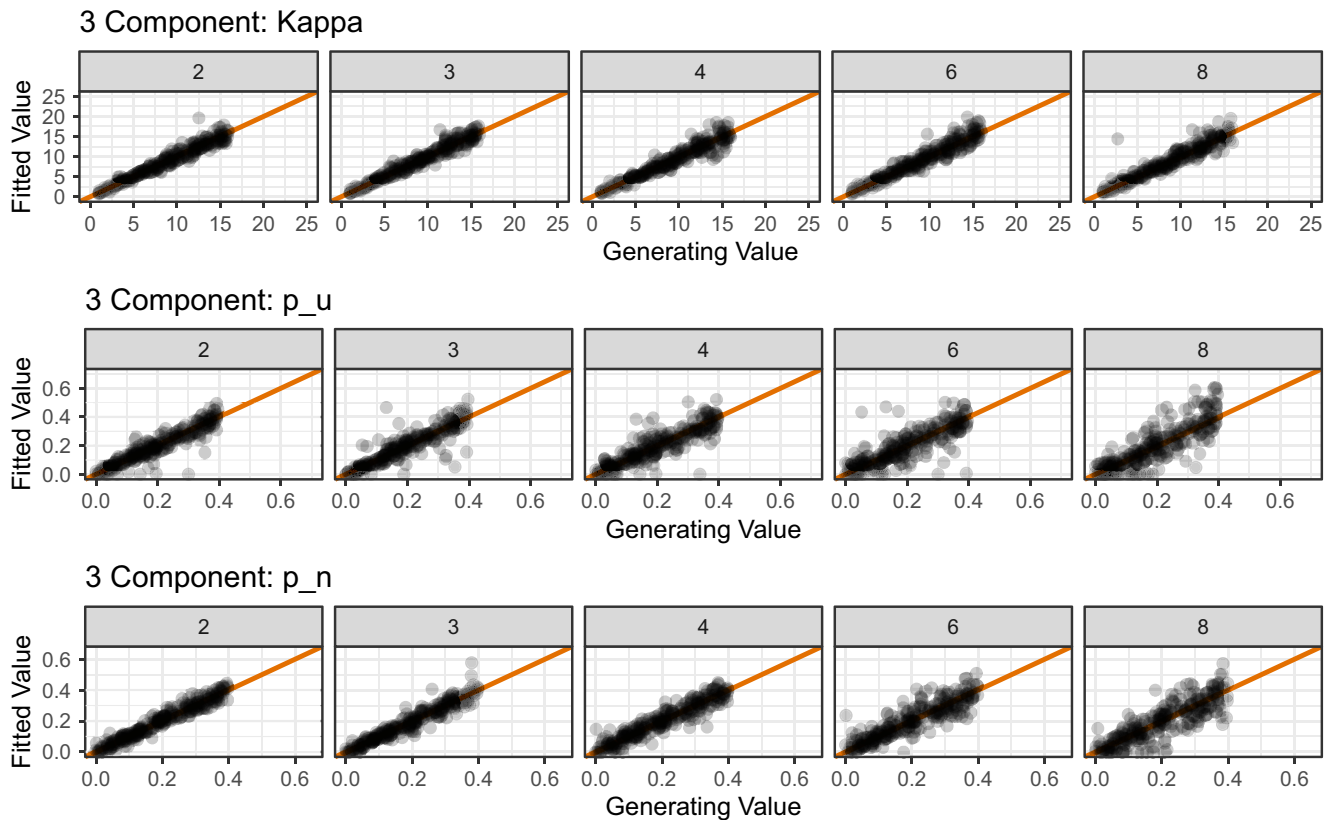 3 Component: Kappa
2 3 4 6 8
Fitted Value
25
20
15
10
5
0
0 5 10 15 20 25 0 5 10 15 20 25 0 5 10 15 20 25 0 5 10 15 20 25 0 5 10 15 20 25
Generating Value
3 Component: p_u
2 3 4 6 8
Fitted Value
0.6
0.4
0.2
0.0
0.0 0.2 0.4 0.6 0.0 0.2 0.4 0.6 0.0 0.2 0.4 0.6 0.0 0.2 0.4 0.6 0.0 0.2 0.4 0.6
Generating Value
3 Component: p_n
2 3 4 6 8
Fitted Value
0.6
0.4
0.2
0.0
0.0 0.2 0.4 0.6 0.0 0.2 0.4 0.6 0.0 0.2 0.4 0.6 0.0 0.2 0.4 0.6 0.0 0.2 0.4 0.6
Generating Value